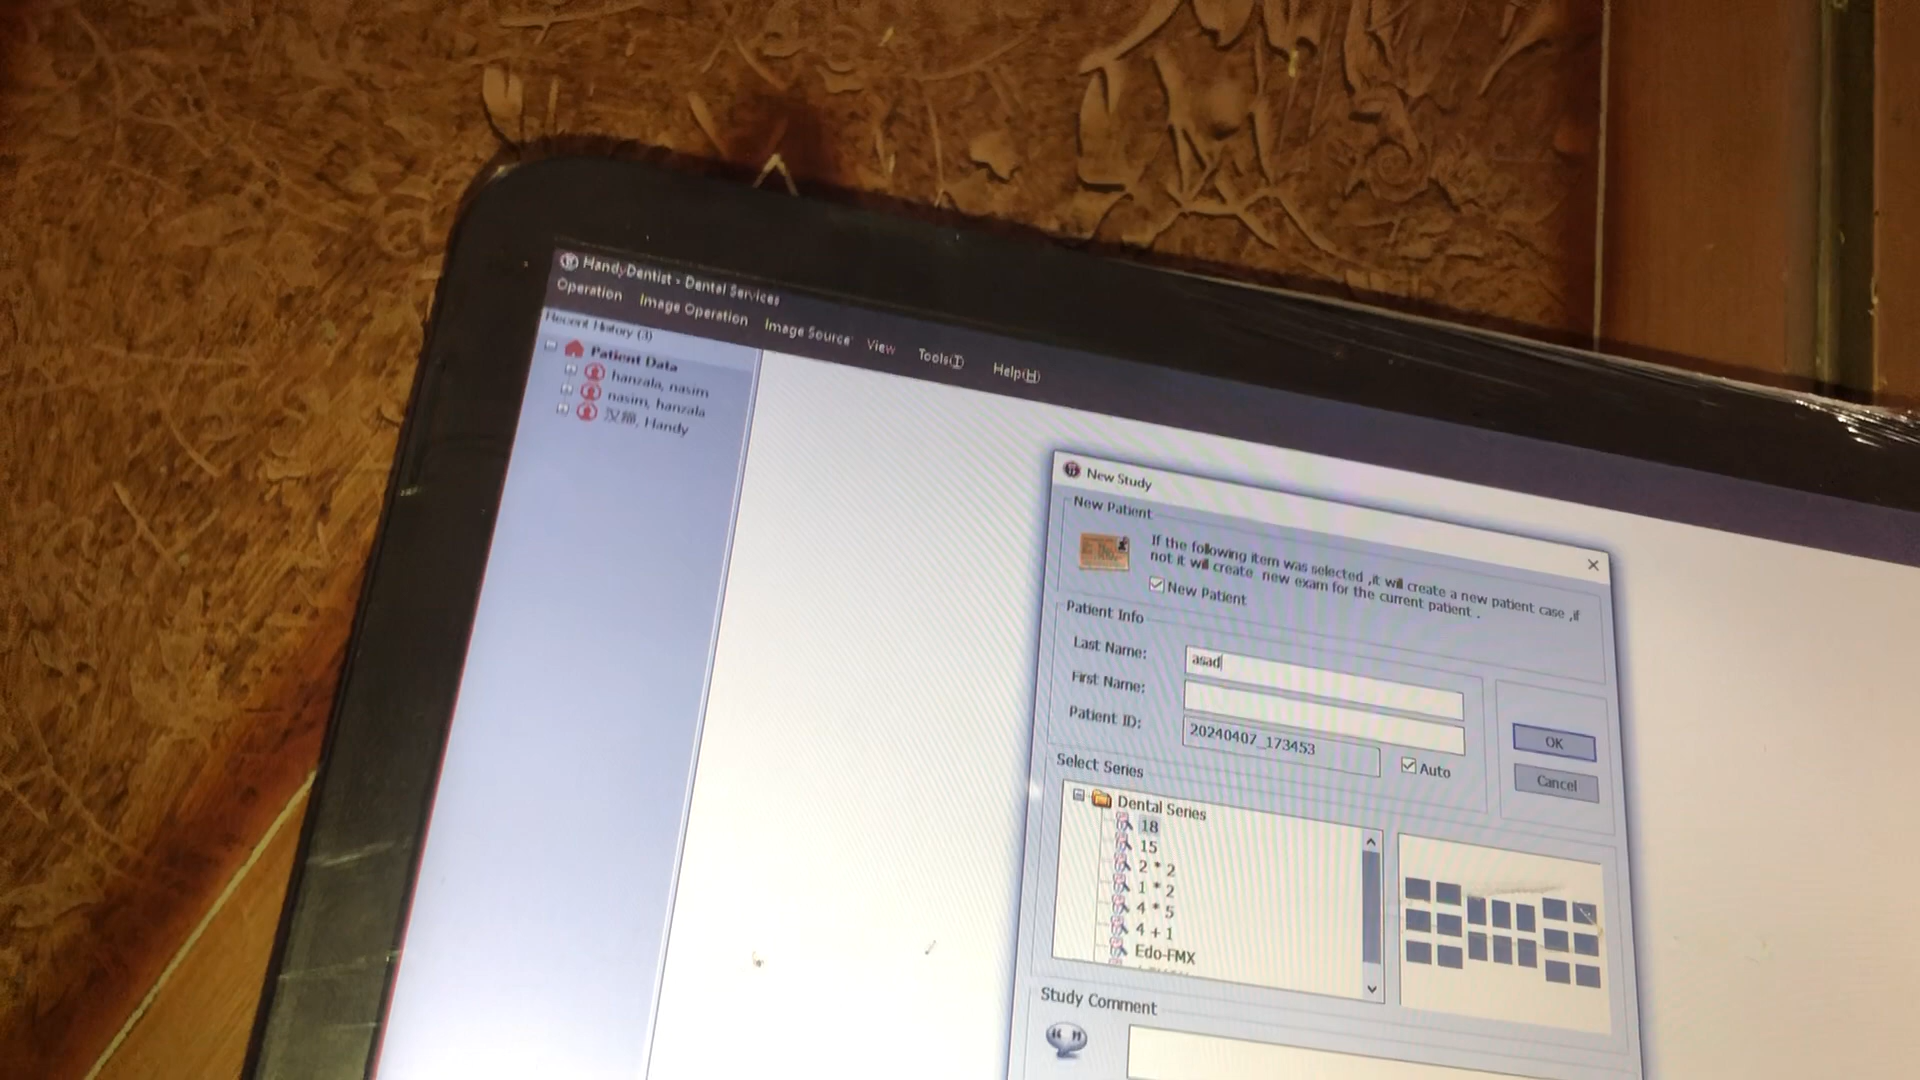 HandyDentist - Dental Services
Operation Image Operation Image Source View Tools(T) Help(H)
Recent History (3)
Patient Data
hanzala, nasim
nasim, hanzala
Handy
New Study
New Patient
If the following item was selected ,it will create a new patient case ,if
not it will create new exam for the current patient .
New Patient
Patient Info
Last Name: asad
First Name:
Patient ID: 20240407_173453
Auto
OK
Cancel
Select Series
Dental Series
18
15
2 * 2
1 * 2
4 * 5
4 + 1
Edo-FMX
Study Comment